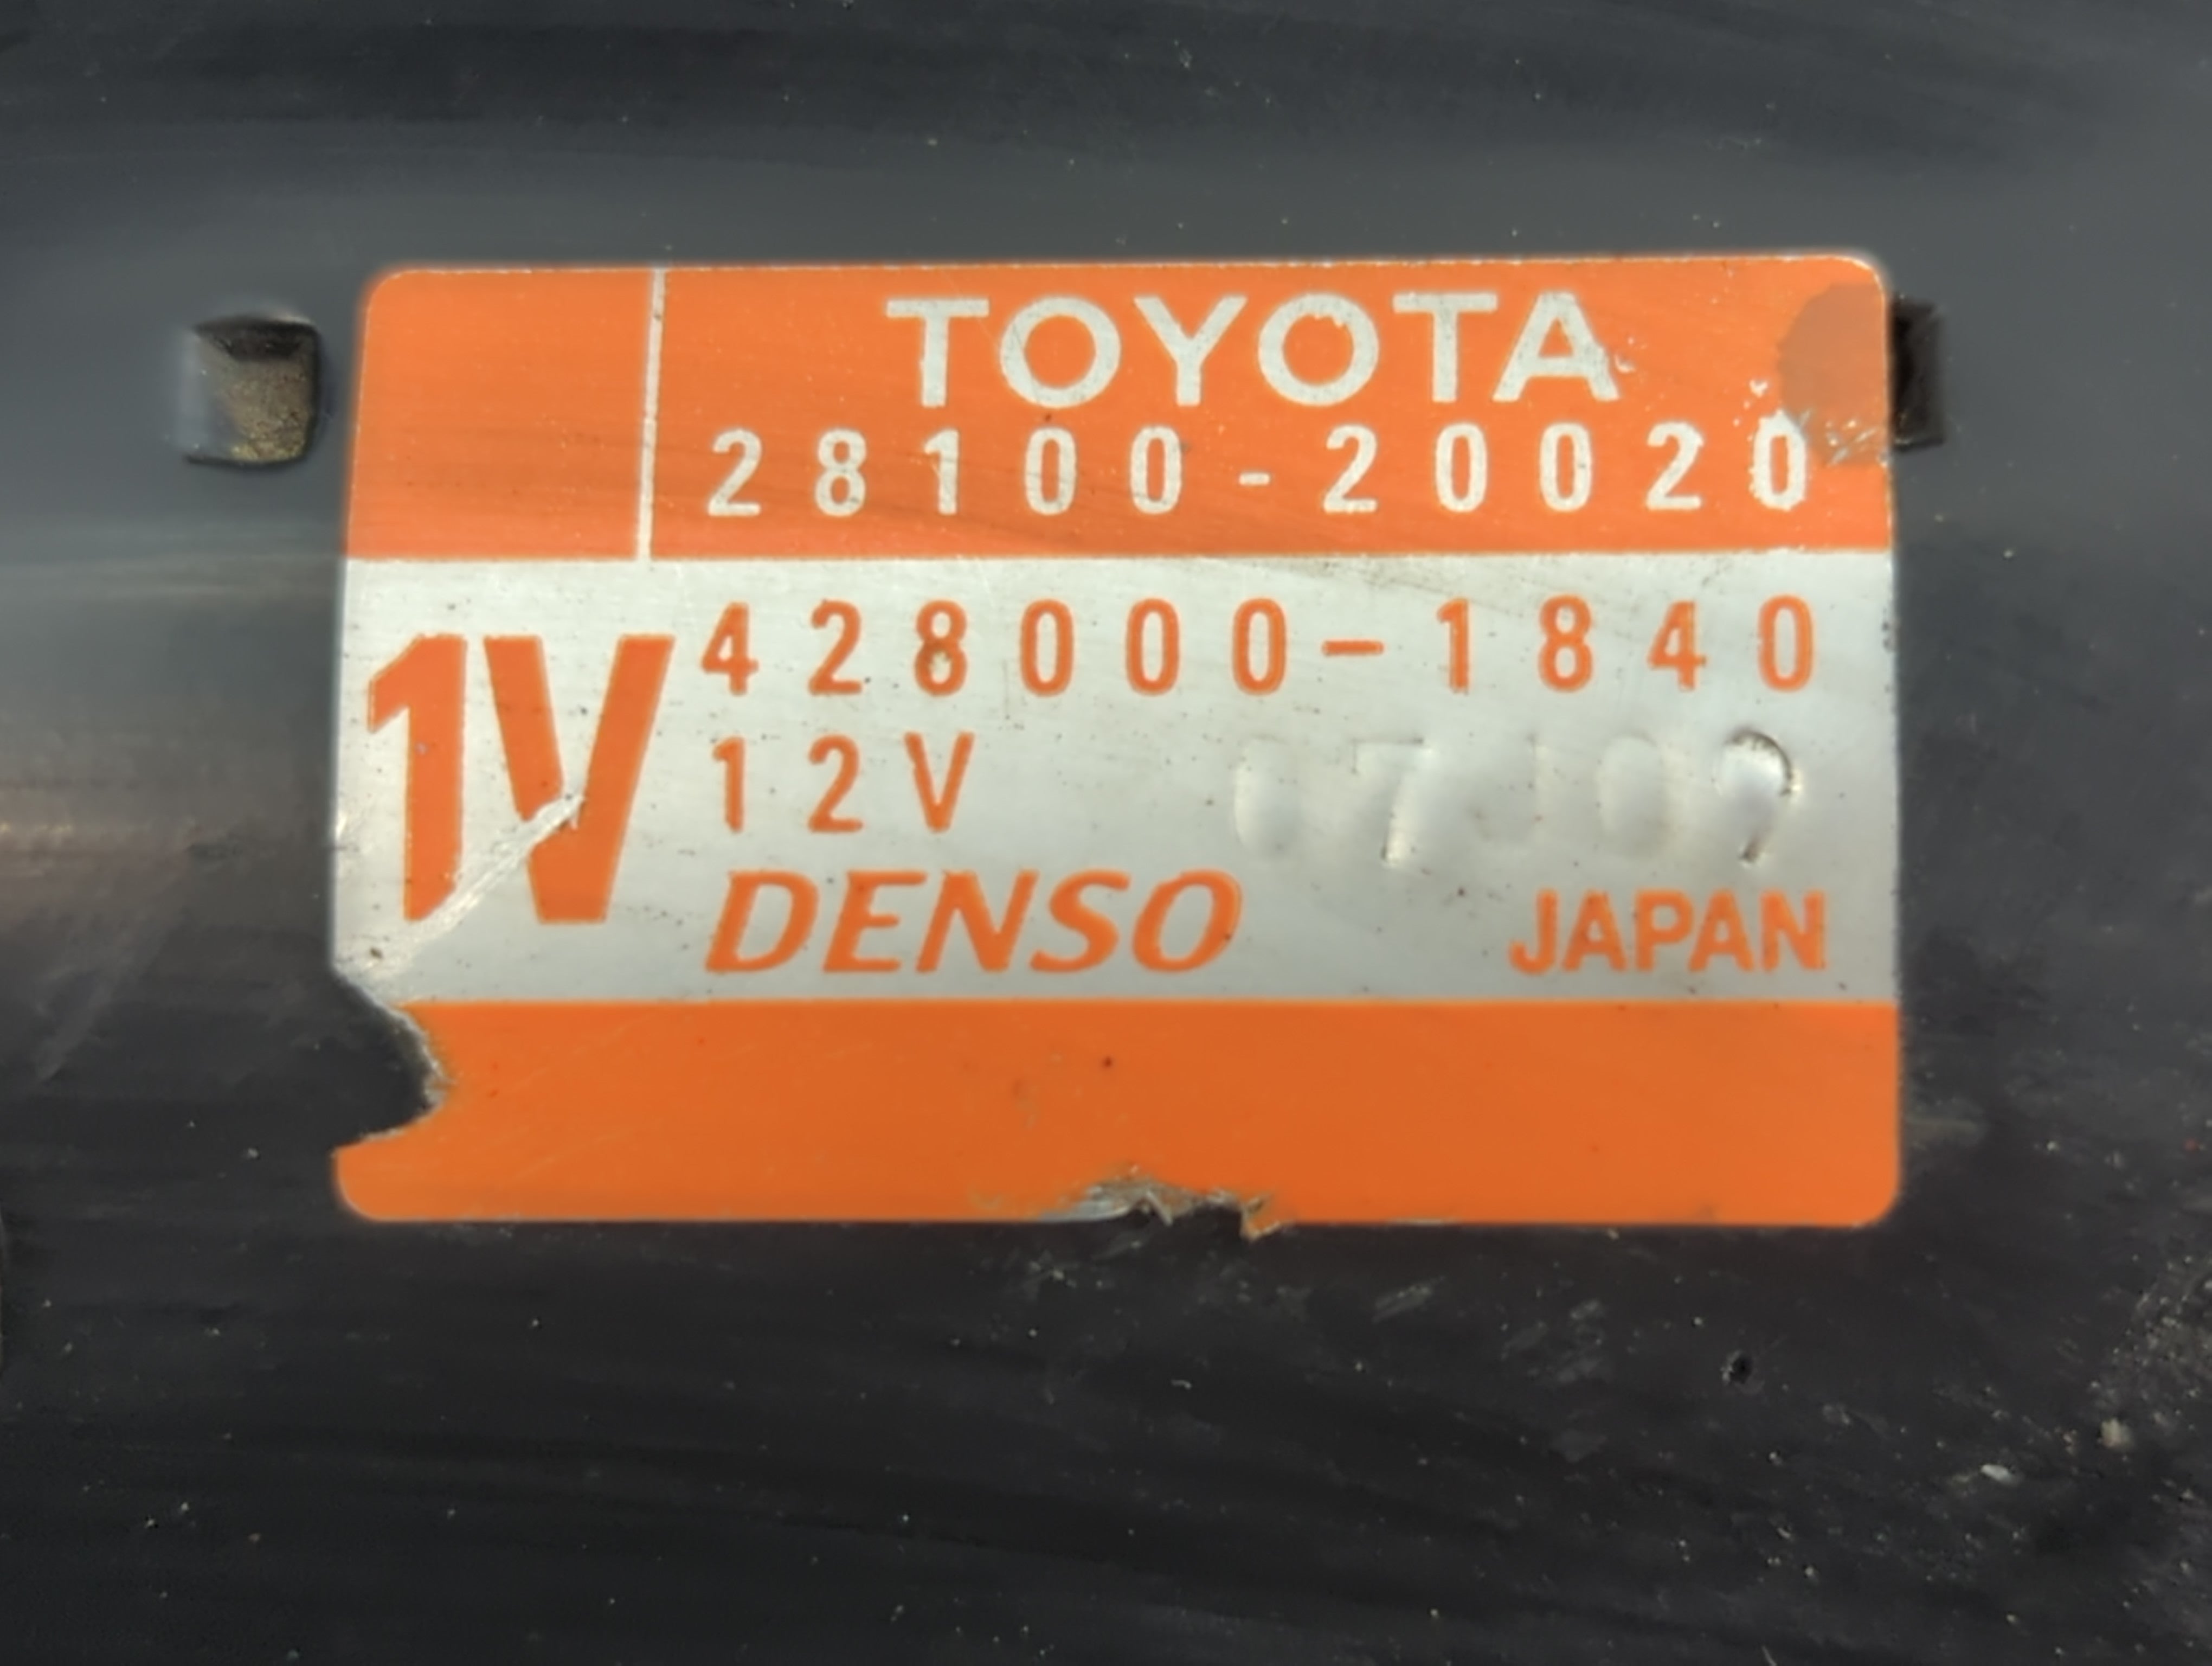 TOYOTA
28100-20020
1V
428000-1840
12V
DENSO
JAPAN